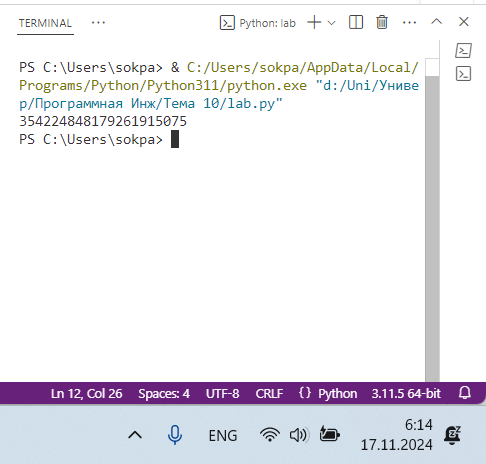 TERMINAL ··· Python: lab ···
PS C:\Users\sokpa> & C:/Users/sokpa/AppData/Local/
Programs/Python/Python311/python.exe "d:/Uni/Униве
р/Программная Инж/Тема 10/lab.py"
354224848179261915075
PS C:\Users\sokpa>
Ln 12, Col 26 Spaces: 4 UTF-8 CRLF {} Python 3.11.5 64-bit
ENG 6:14
17.11.2024